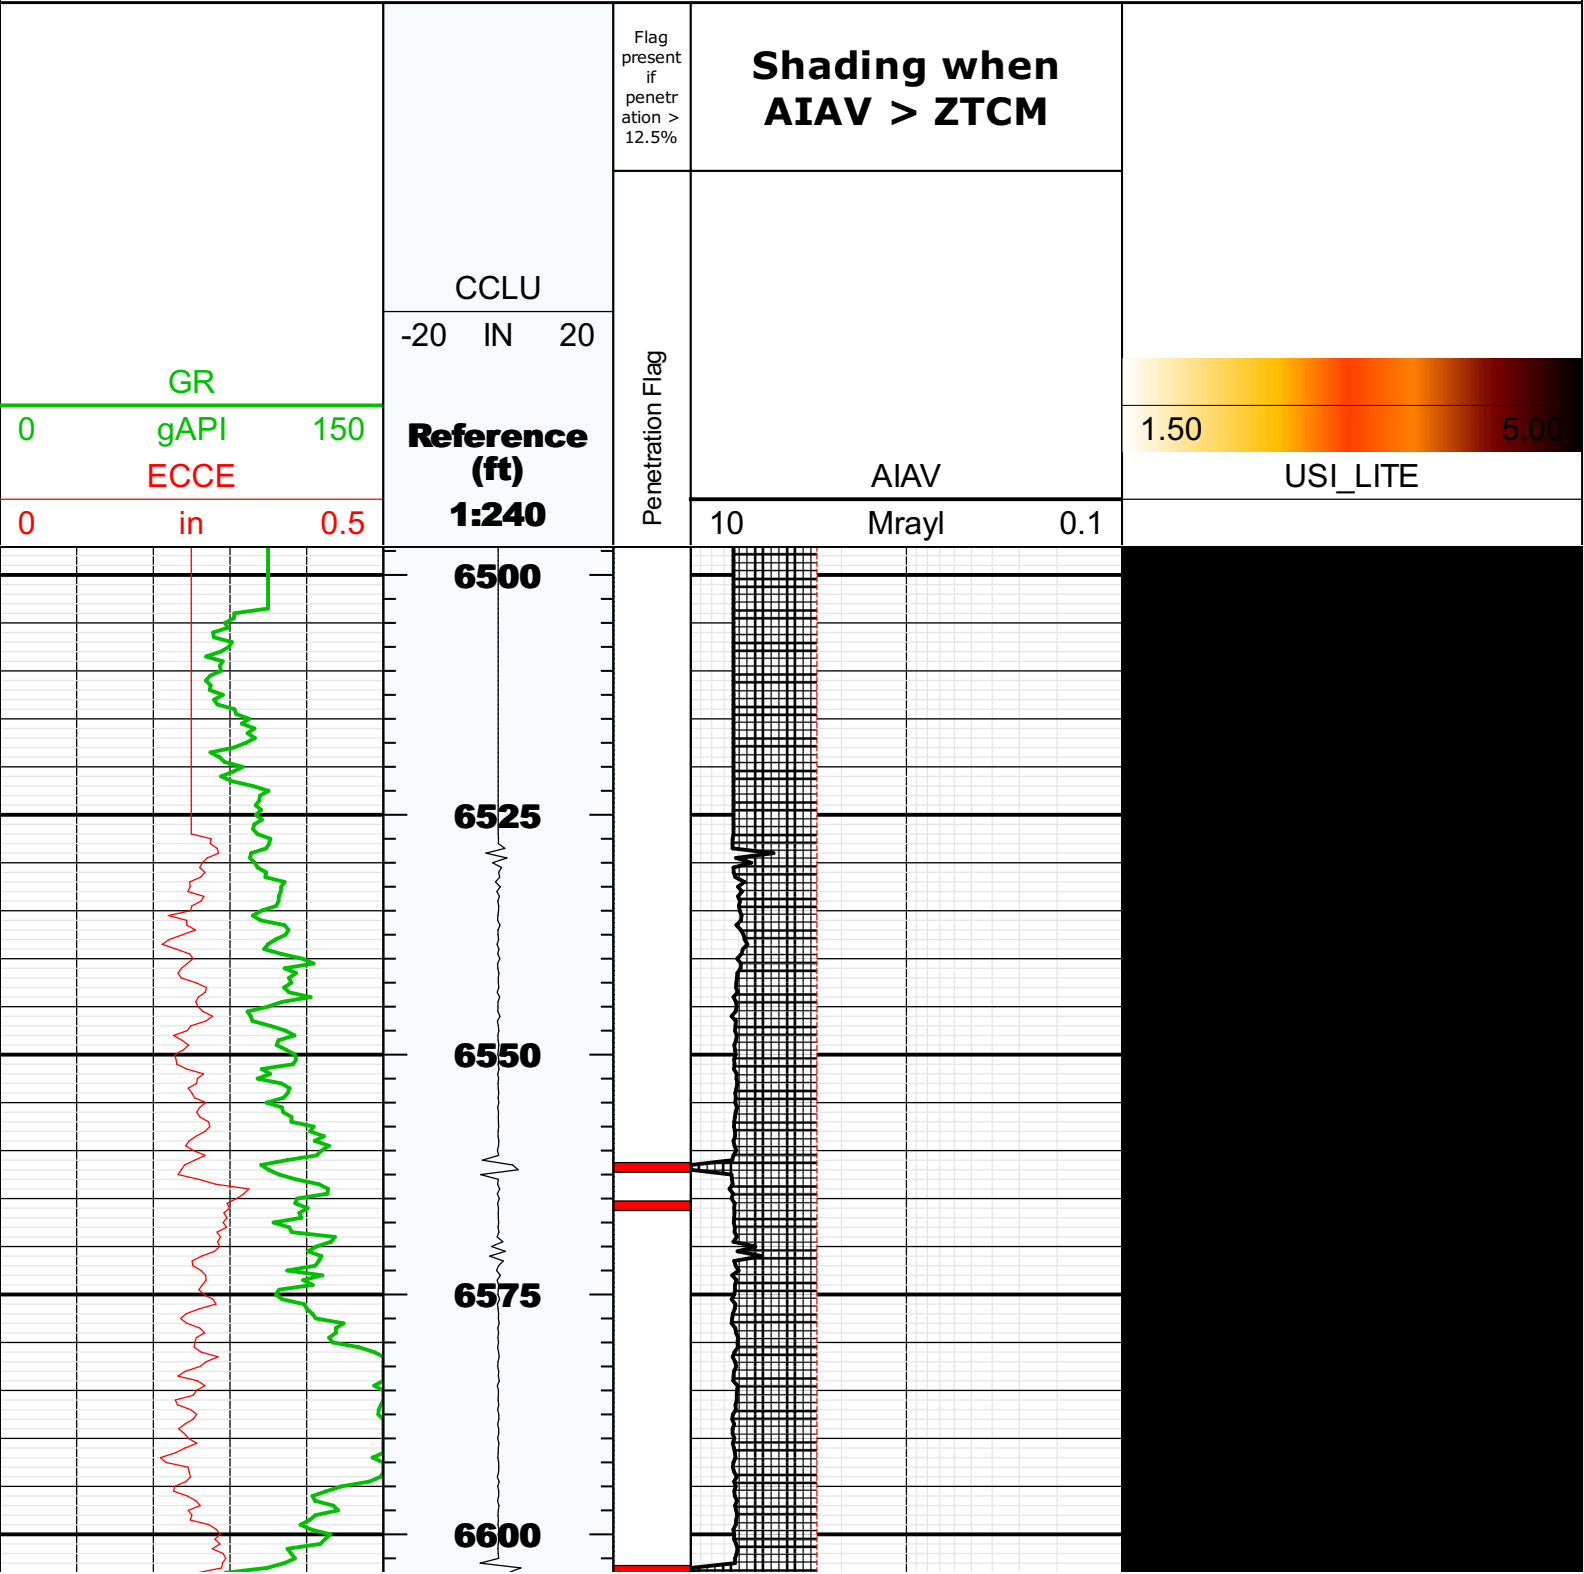 Flag
present
if
penetr
ation >
12.5%
Shading when
AIAV > ZTCM
CCLU
-20 IN 20
GR
0 gAPI 150
ECCE
0 in 0.5
Reference
(ft)
1:240
Penetration Flag
AIAV
10 Mrayl 0.1
1.50 5.00
USI_LITE
6500
6525
6550
6575
6600